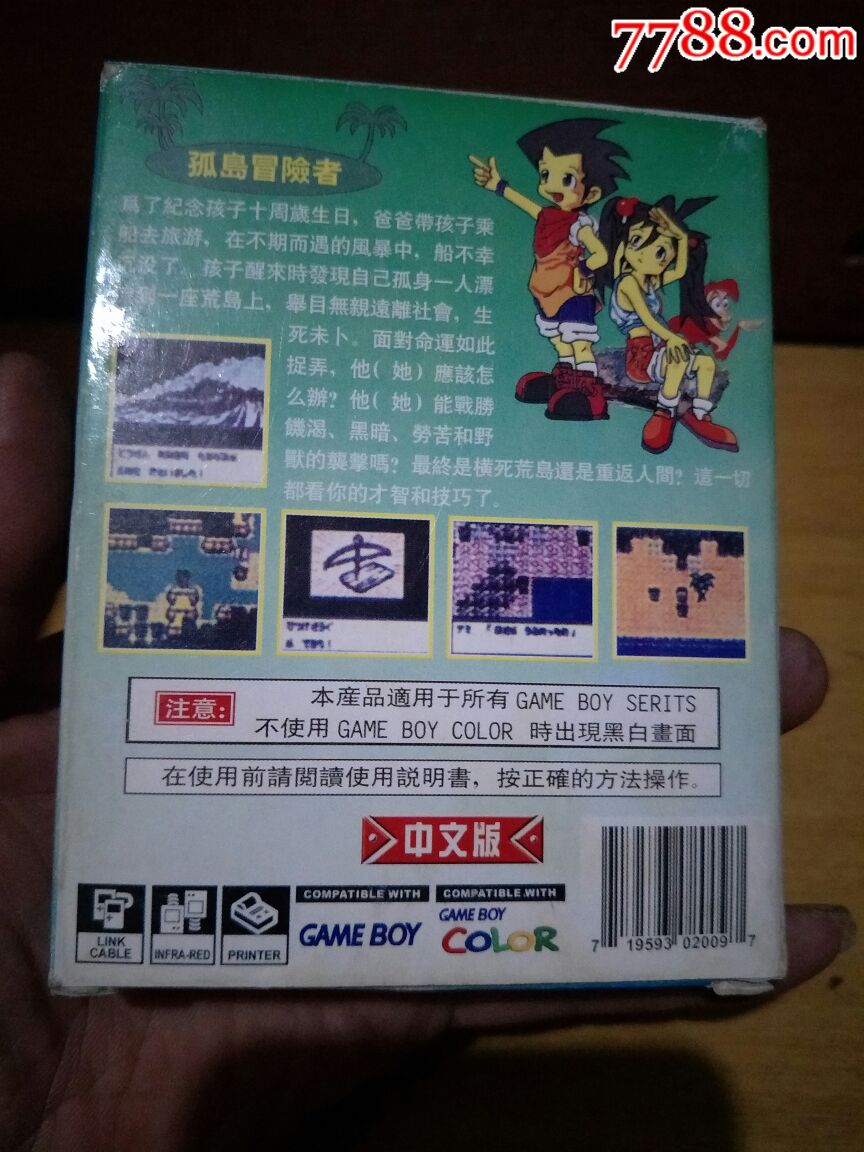 7788.com
孤島冒險者
爲了紀念孩子十周歲生日，爸爸帶孩子乘
船去旅游，在不期而遇的風暴中，船不幸
没了，孩子醒來時發現自己孤身一人漂
到一座荒島上，舉目無親遠離社會，生
死未卜。面對命運如此
捉弄，他(她)應該怎
么辦？他(她)能戰勝
饑渴、黑暗、勞苦和野
獸的襲擊嗎？最終是橫死荒島還是重返人間？這一切
都看你的才智和技巧了。
注意:
本産品適用于所有 GAME BOY SERITS
不使用 GAME BOY COLOR 時出現黑白畫面
在使用前請閱讀使用説明書，按正確的方法操作。
中文版
LINK CABLE
INFRA-RED
PRINTER
COMPATIBLE WITH
GAME BOY
COMPATIBLE WITH
GAME BOY
COLOR
7 19593 02009 7